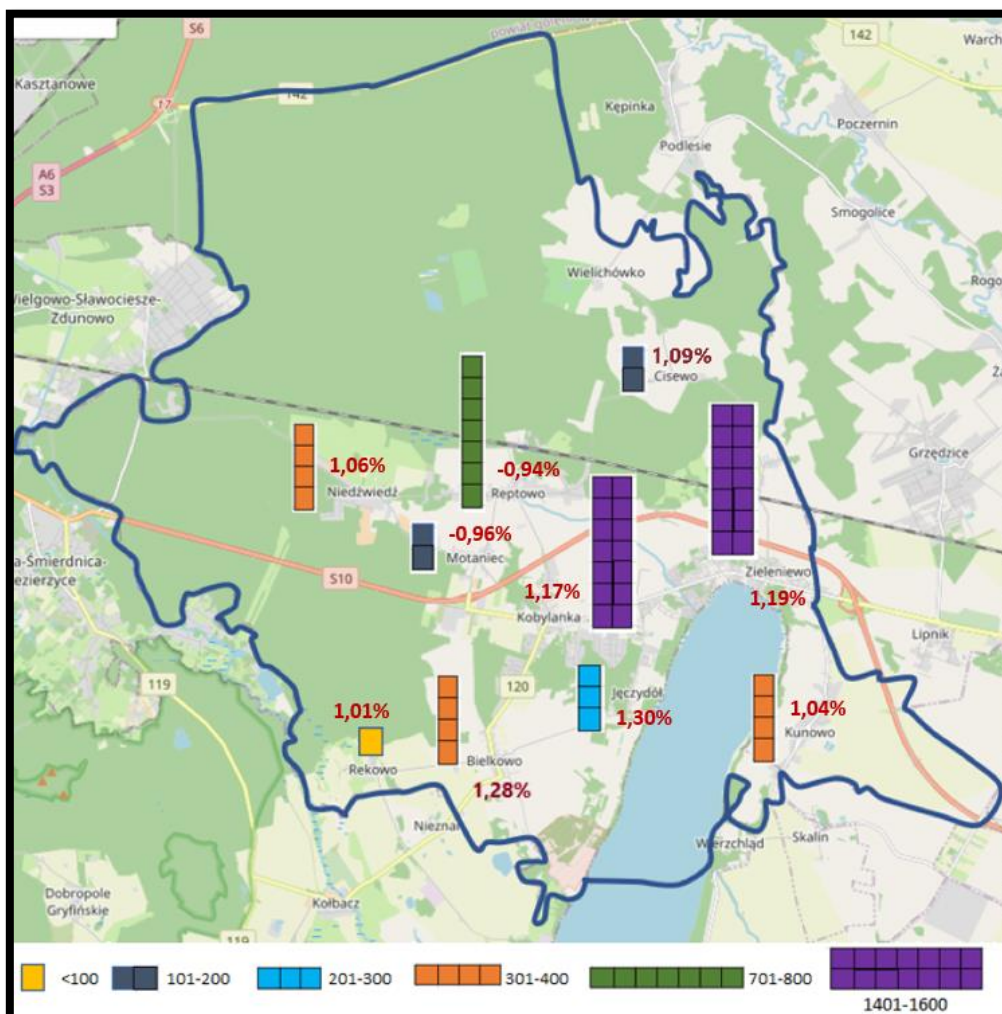 S6
powiat goleni
142
142
Kasztanowe
17
Warch
Kępinka
Poczernin
Podlesie
A6
S3
Smogolice
Wielichówko
Rogo
Wielgowo-Sławociesze-
Zdunowo
1,09%
Cisewo
Grzędzice
1,06%
-0,94%
Niedźwiedź
Reptowo
-0,96%
Motaniec
a-Śmierdnica-
ezierzyce
S10
Zieleniewo
1,17%
1,19%
Kobylanka
Lipnik
119
120
Jęczydół
1,01%
1,30%
1,04%
Kunowo
Rekowo
Bielkowo
1,28%
Nieznań
Wierzchląd
Skalin
Dobropole
Gryfińskie
Kołbacz
119
<100
101-200
201-300
301-400
701-800
1401-1600